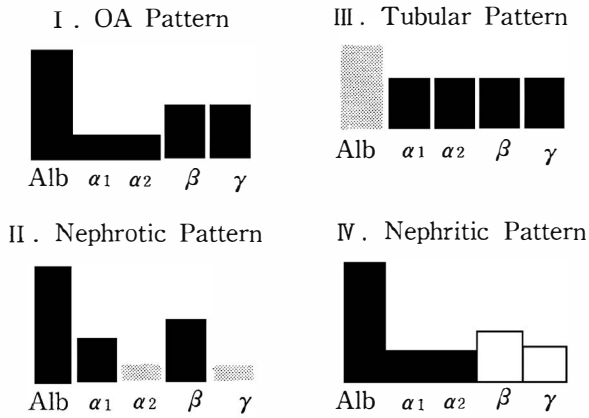 Ⅰ. OA Pattern
Alb α1 α2 β γ
Ⅱ. Nephrotic Pattern
Alb α1 α2 β γ
Ⅲ. Tubular Pattern
Alb α1 α2 β γ
Ⅳ. Nephritic Pattern
Alb α1 α2 β γ